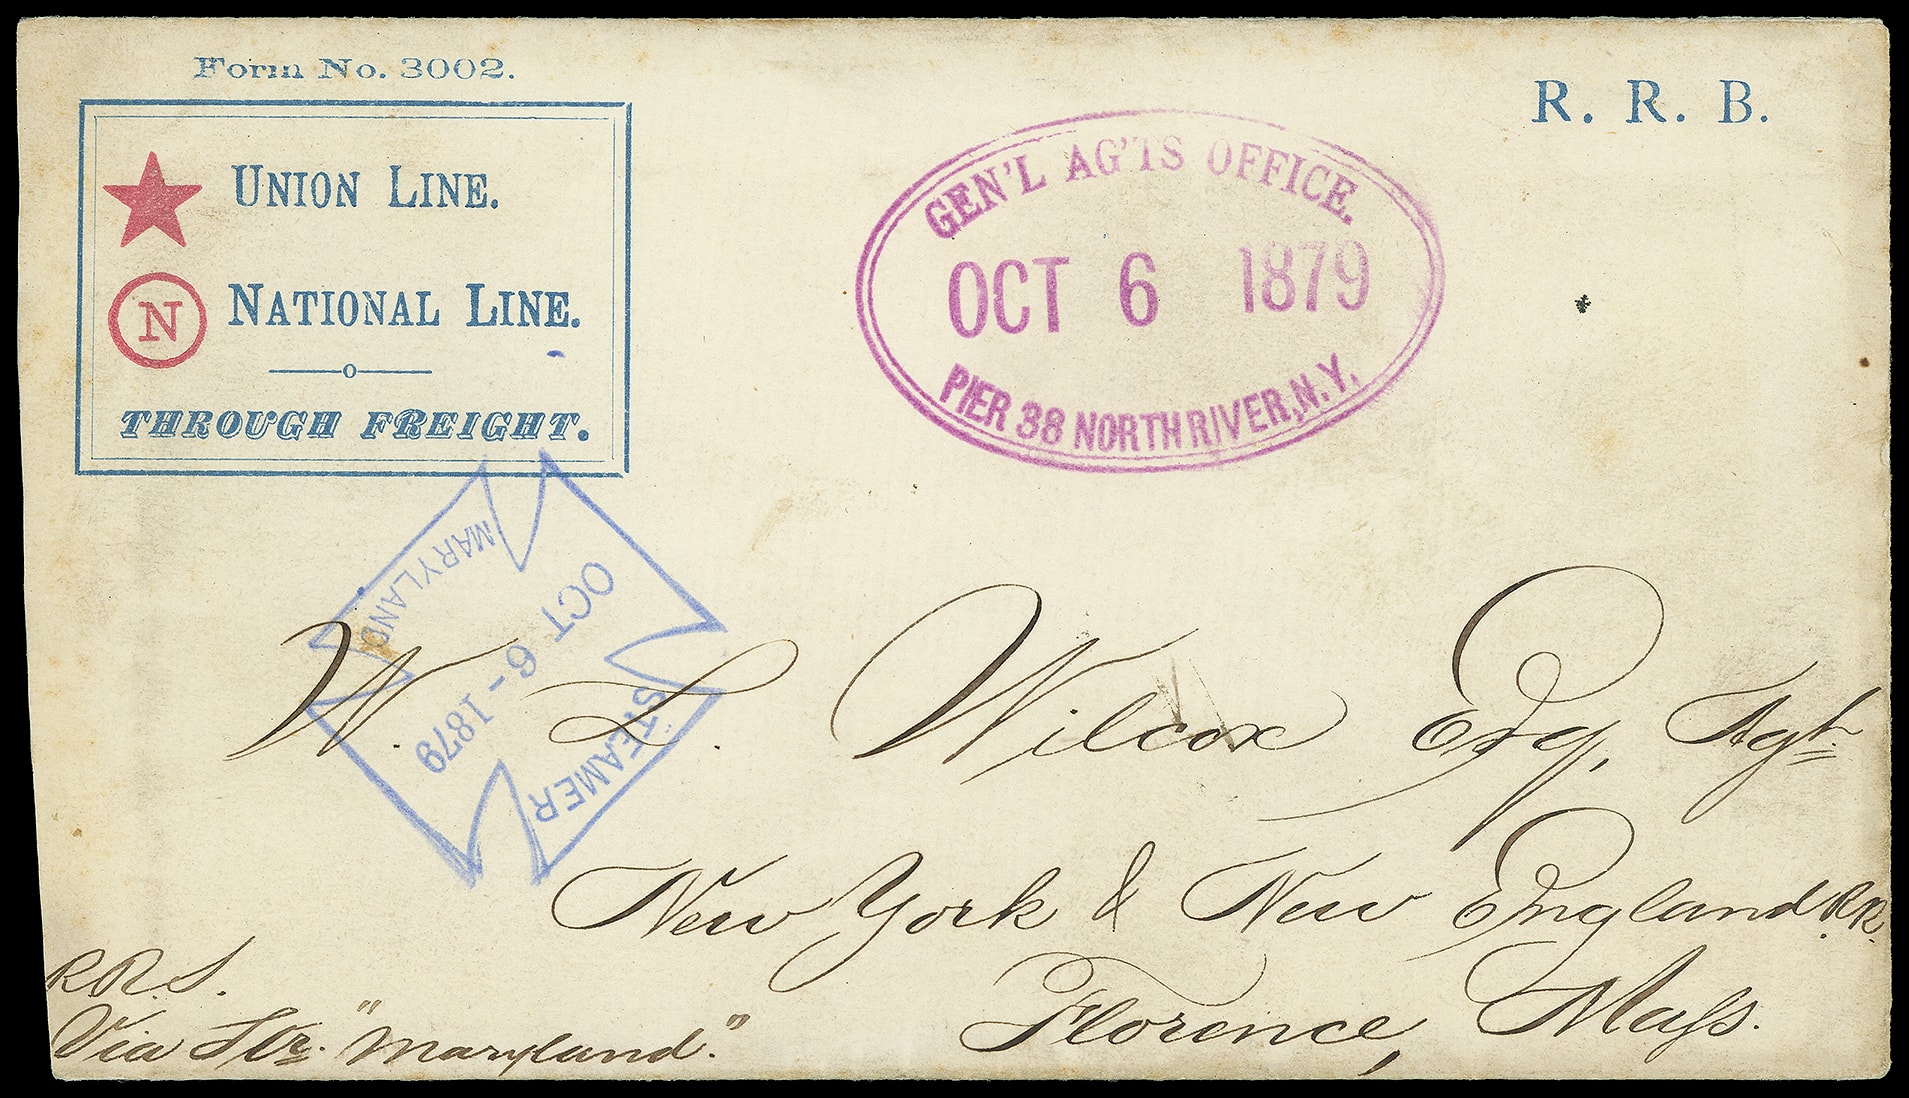 Form No. 3002.
R. R. B.
UNION LINE.
N NATIONAL LINE.
THROUGH FREIGHT.
GEN'L AG'TS OFFICE.
OCT 6 1879
PIER 38 NORTH RIVER, N.Y.
MARYLAND
OCT 6-1879
STEAMER
W. L. Wilcox Esq, Agt
New York & New England R.R.
Florence, Mass.
R.R.S.
Via Str. "Maryland."